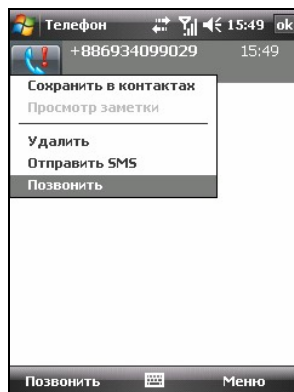 Телефон 15:49 ok
+886934099029 15:49
Сохранить в контактах
Просмотр заметки
Удалить
Отправить SMS
Позвонить
Позвонить Меню